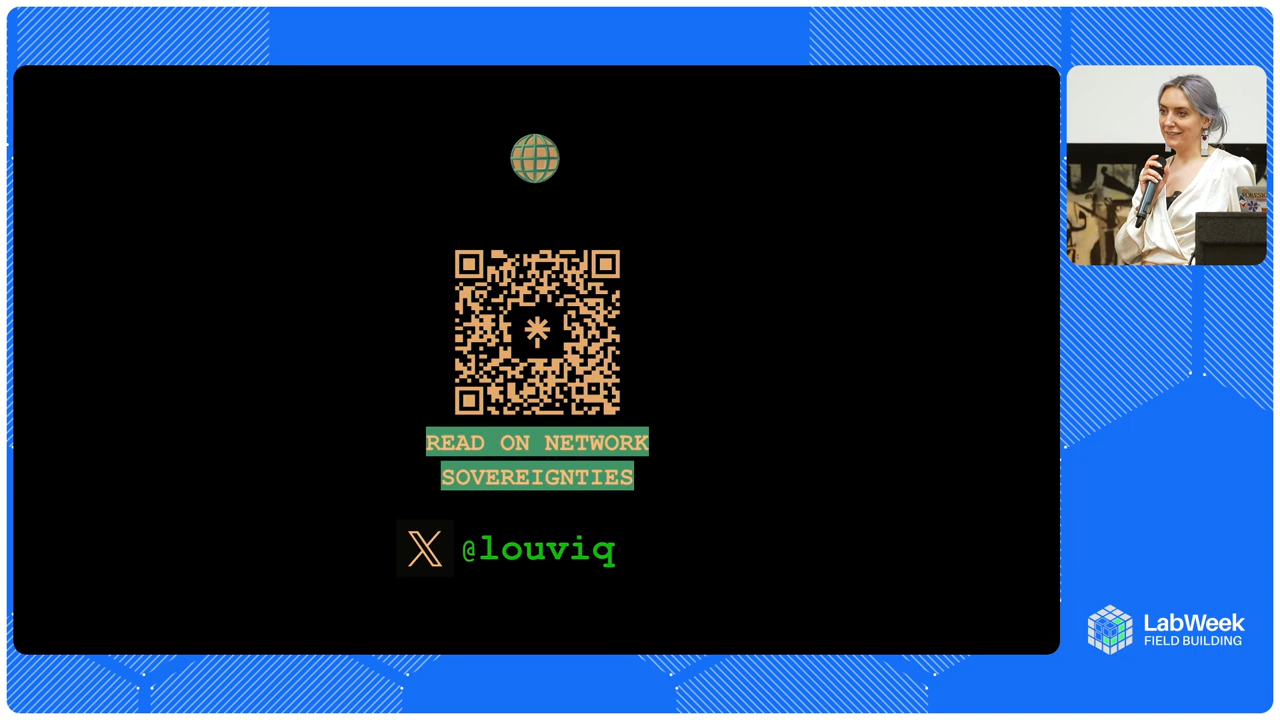 READ ON NETWORK
SOVEREIGNTIES
@louviq
LabWeek
FIELD BUILDING